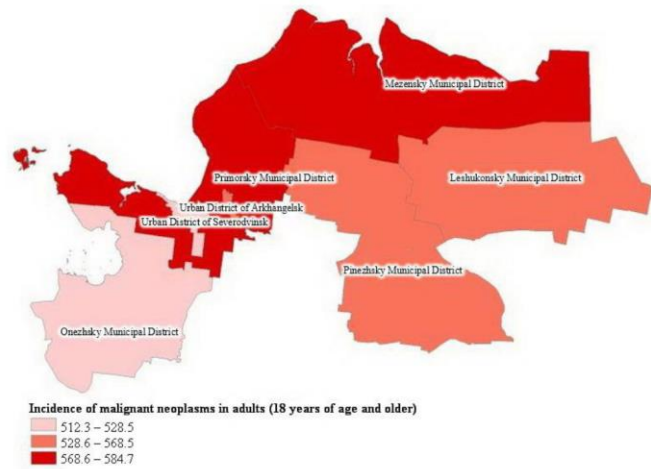 Mezensky Municipal District
Primorsky Municipal District
Leshukonsky Municipal District
Urban District of Arkhangelsk
Urban District of Severodvinsk
Pinezhsky Municipal District
Onezhsky Municipal District
Incidence of malignant neoplasms in adults (18 years of age and older)
512.3 – 528.5
528.6 – 568.5
568.6 – 584.7